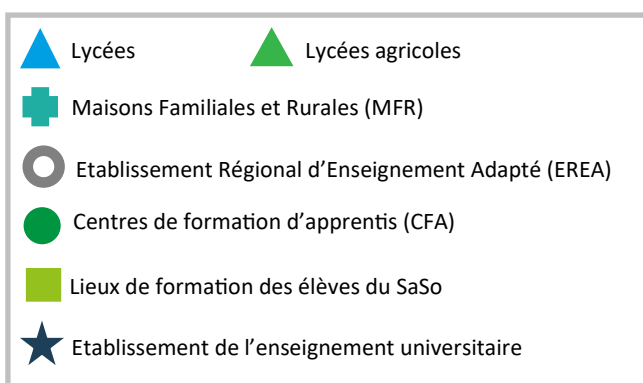 Lycées Lycées agricoles
Maisons Familiales et Rurales (MFR)
Etablissement Régional d’Enseignement Adapté (EREA)
Centres de formation d’apprentis (CFA)
Lieux de formation des élèves du SaSo
Etablissement de l’enseignement universitaire